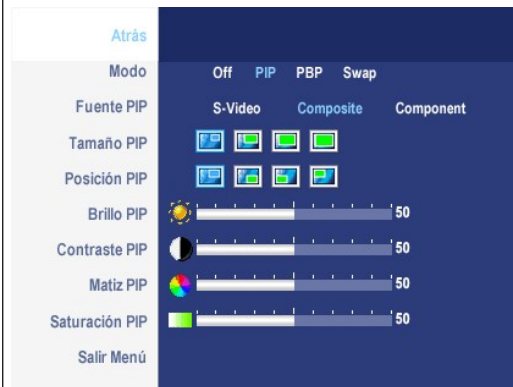 Atrás
Modo Off PIP PBP Swap
Fuente PIP S-Video Composite Component
Tamaño PIP
Posición PIP
Brillo PIP 50
Contraste PIP 50
Matiz PIP 50
Saturación PIP 50
Salir Menú